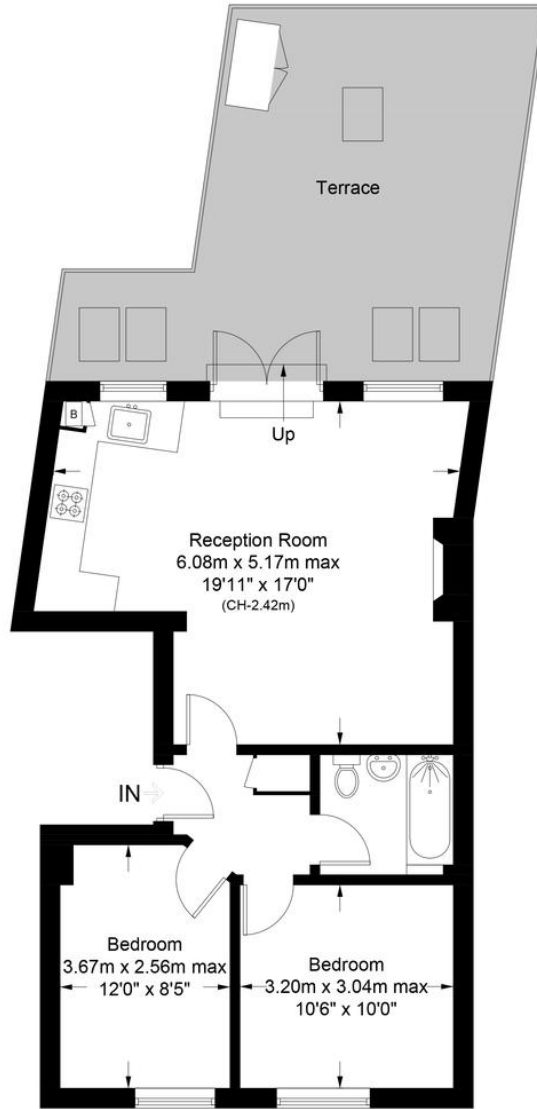 Terrace
B
Up
Reception Room
6.08m x 5.17m max
19'11" x 17'0"
(CH-2.42m)
IN
Bedroom
3.67m x 2.56m max
12'0" x 8'5"
Bedroom
3.20m x 3.04m max
10'6" x 10'0"